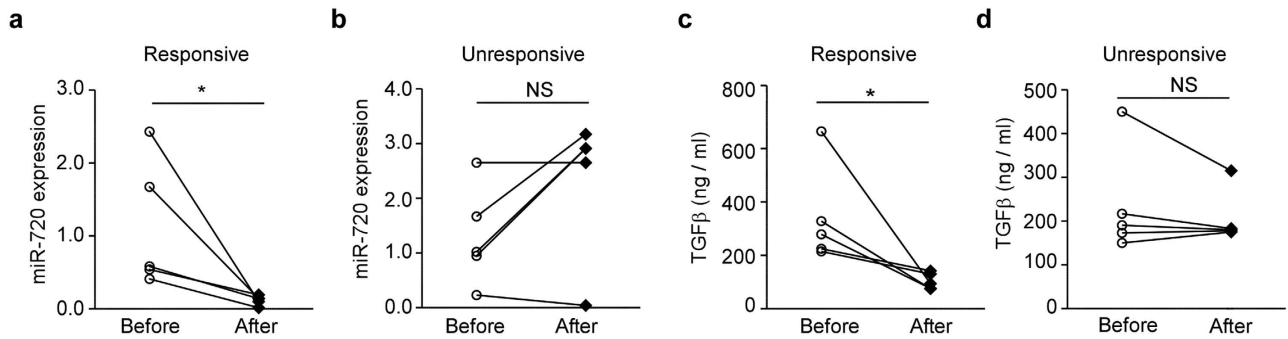 a
Responsive
miR-720 expression
3.0
2.0
1.0
0.0
*
Before After
b
Unresponsive
miR-720 expression
4.0
3.0
2.0
1.0
0.0
NS
Before After
c
Responsive
TGFβ (ng / ml)
800
600
400
200
0
*
Before After
d
Unresponsive
TGFβ (ng / ml)
500
400
300
200
100
0
NS
Before After